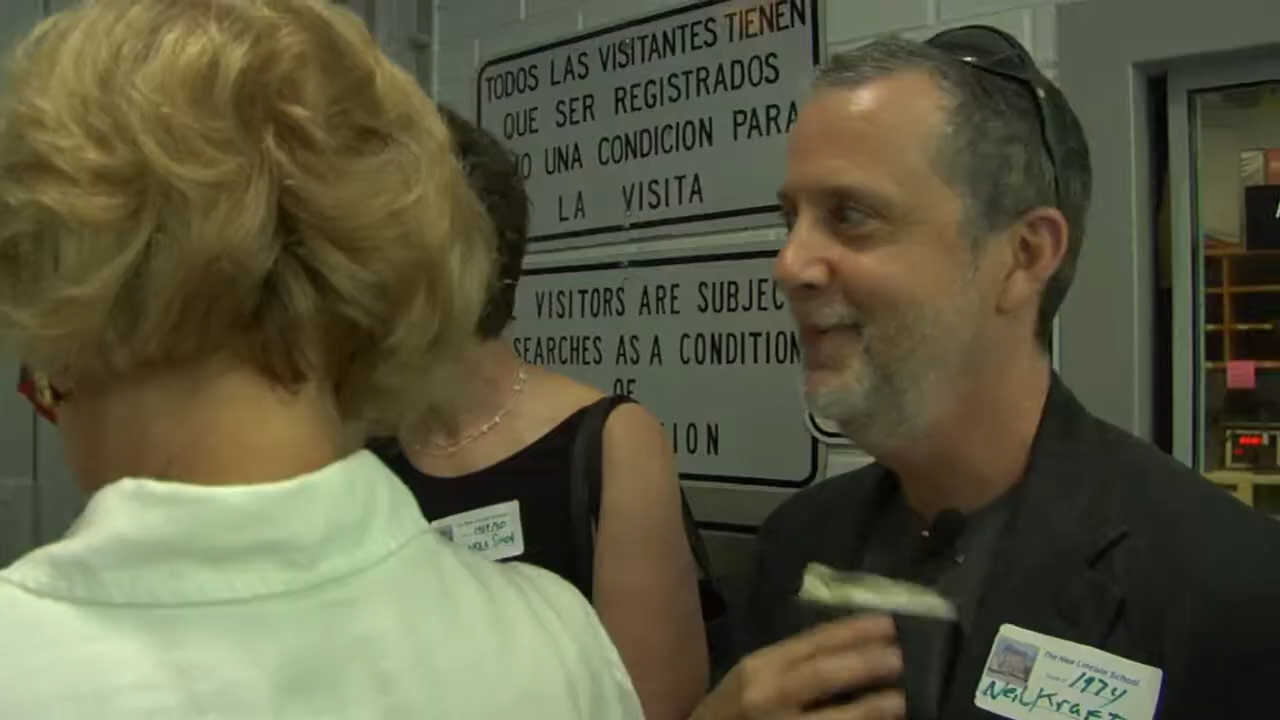 TODOS LAS VISITANTES TIENEN
QUE SER REGISTRADOS
UNA CONDICION PARA
LA VISITA
VISITORS ARE SUBJEC
SEARCHES AS A CONDITION
OF
ION
The New Lincoln School
1974
Neil Kraft